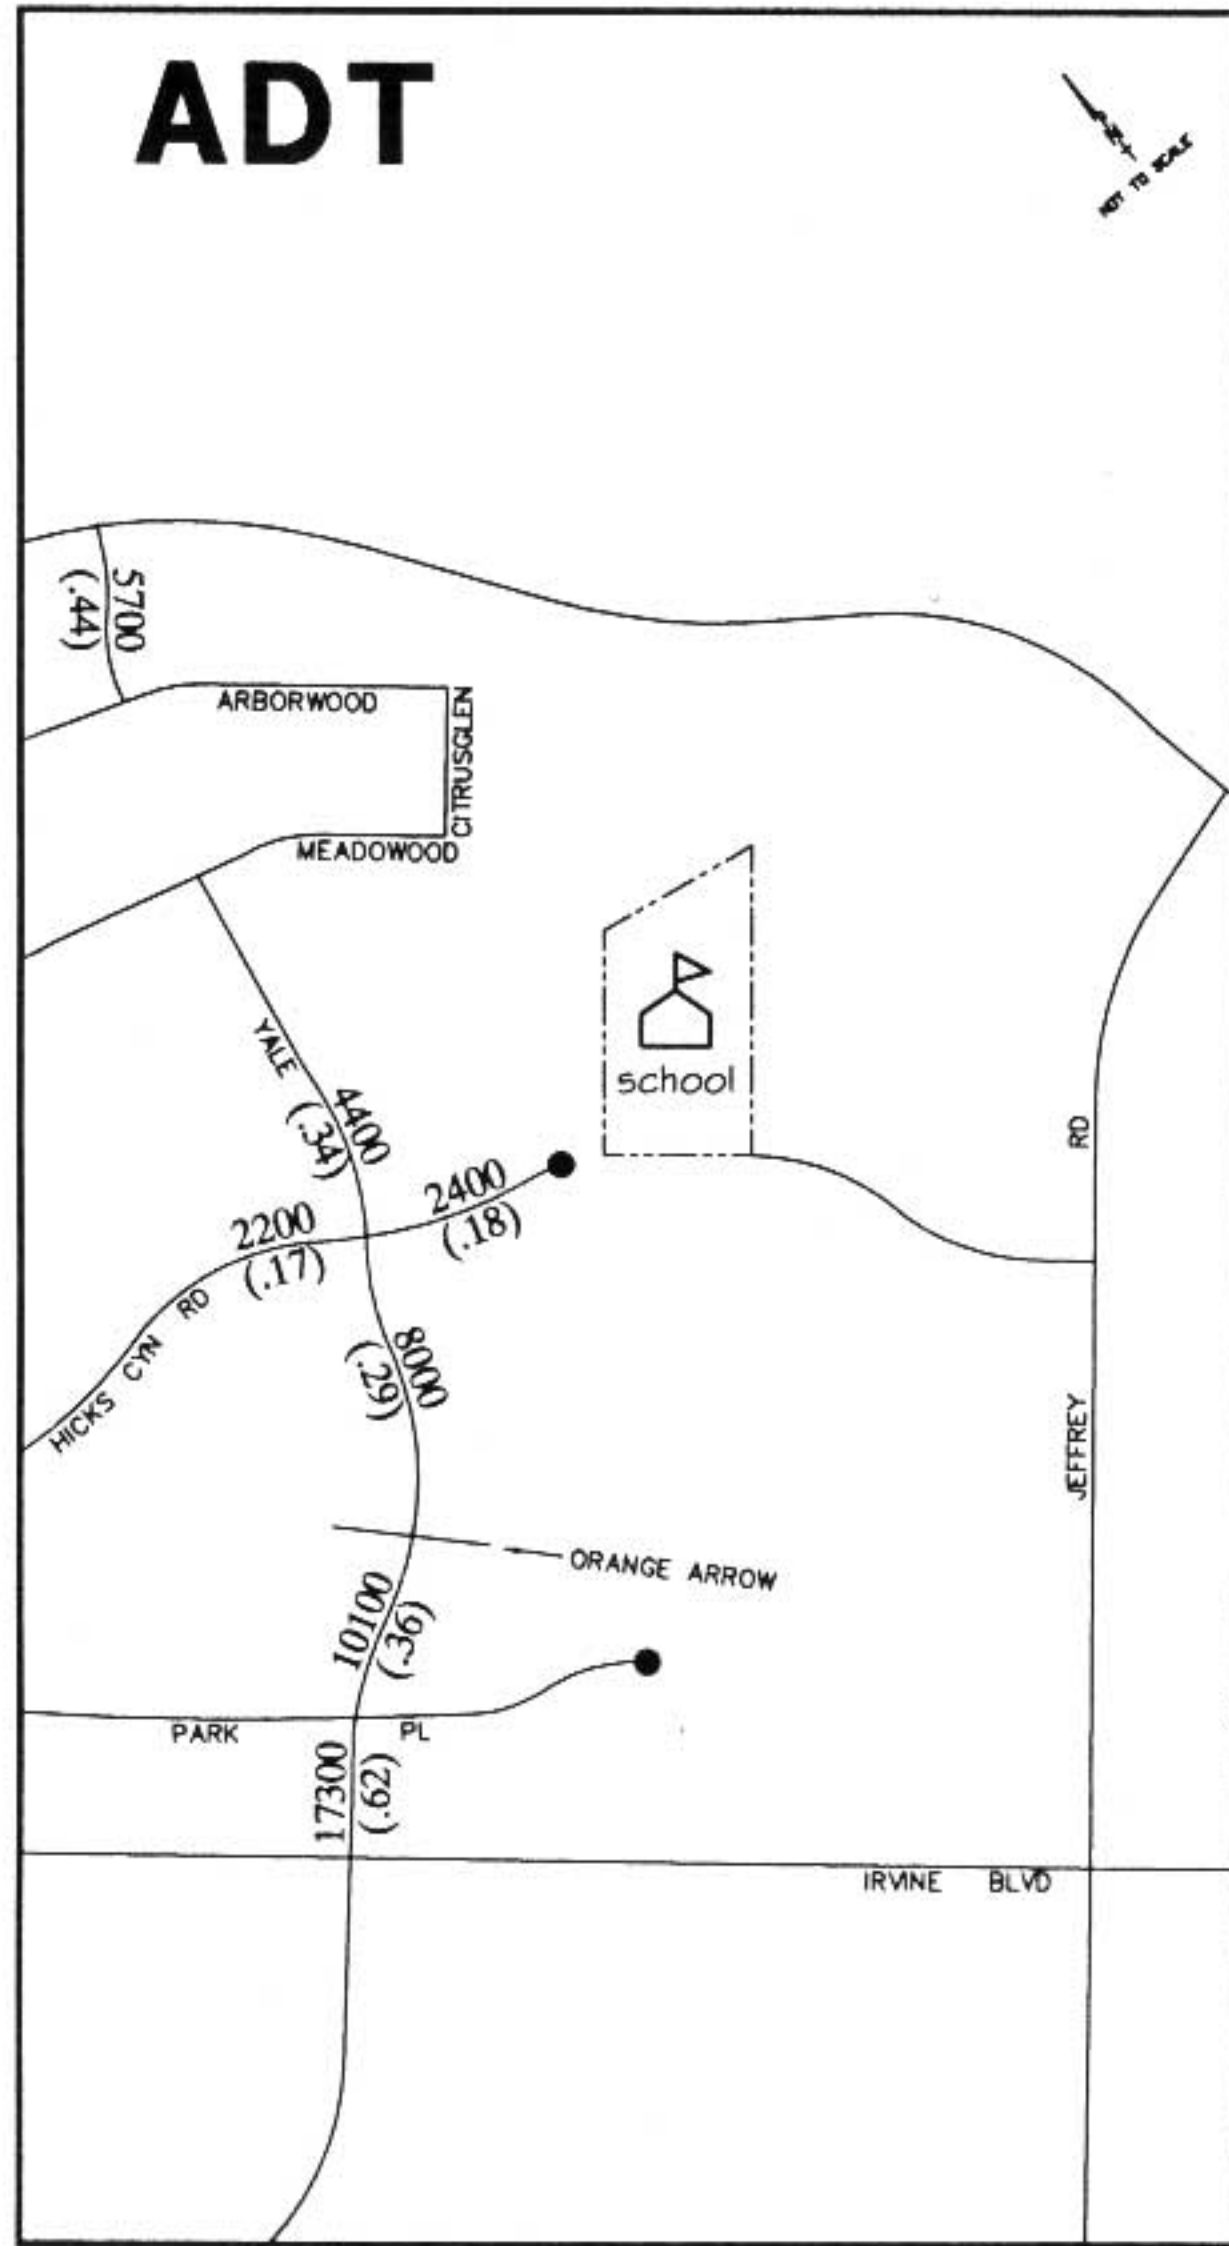 ADT
NOT TO SCALE
5700
(.44)
ARBORWOOD
CITRUSGLEN
MEADOWOOD
YALE
4400
(.34)
school
RD
2400
(.18)
2200
(.17)
HICKS CYN RD
8000
(.29)
JEFFREY
ORANGE ARROW
10100
(.36)
PARK PL
17300
(.62)
IRVINE BLVD